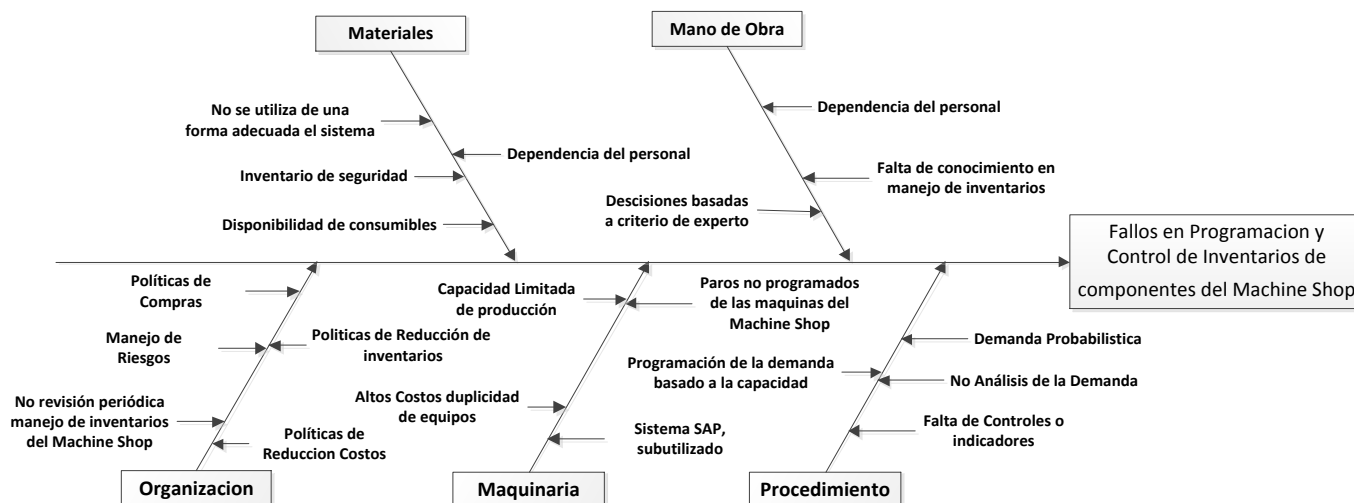 Materiales
Mano de Obra
No se utiliza de una
forma adecuada el sistema
Dependencia del personal
Inventario de seguridad
Disponibilidad de consumibles
Dependencia del personal
Falta de conocimiento en
manejo de inventarios
Descisiones basadas
a criterio de experto
Fallos en Programacion y
Control de Inventarios de
componentes del Machine Shop
Políticas de
Compras
Manejo de
Riesgos
Politicas de Reducción de
inventarios
No revisión periódica
manejo de inventarios
del Machine Shop
Políticas de
Reduccion Costos
Capacidad Limitada
de producción
Paros no programados
de las maquinas del
Machine Shop
Altos Costos duplicidad
de equipos
Sistema SAP,
subutilizado
Demanda Probabilistica
Programación de la demanda
basado a la capacidad
No Análisis de la Demanda
Falta de Controles o
indicadores
Organizacion
Maquinaria
Procedimiento